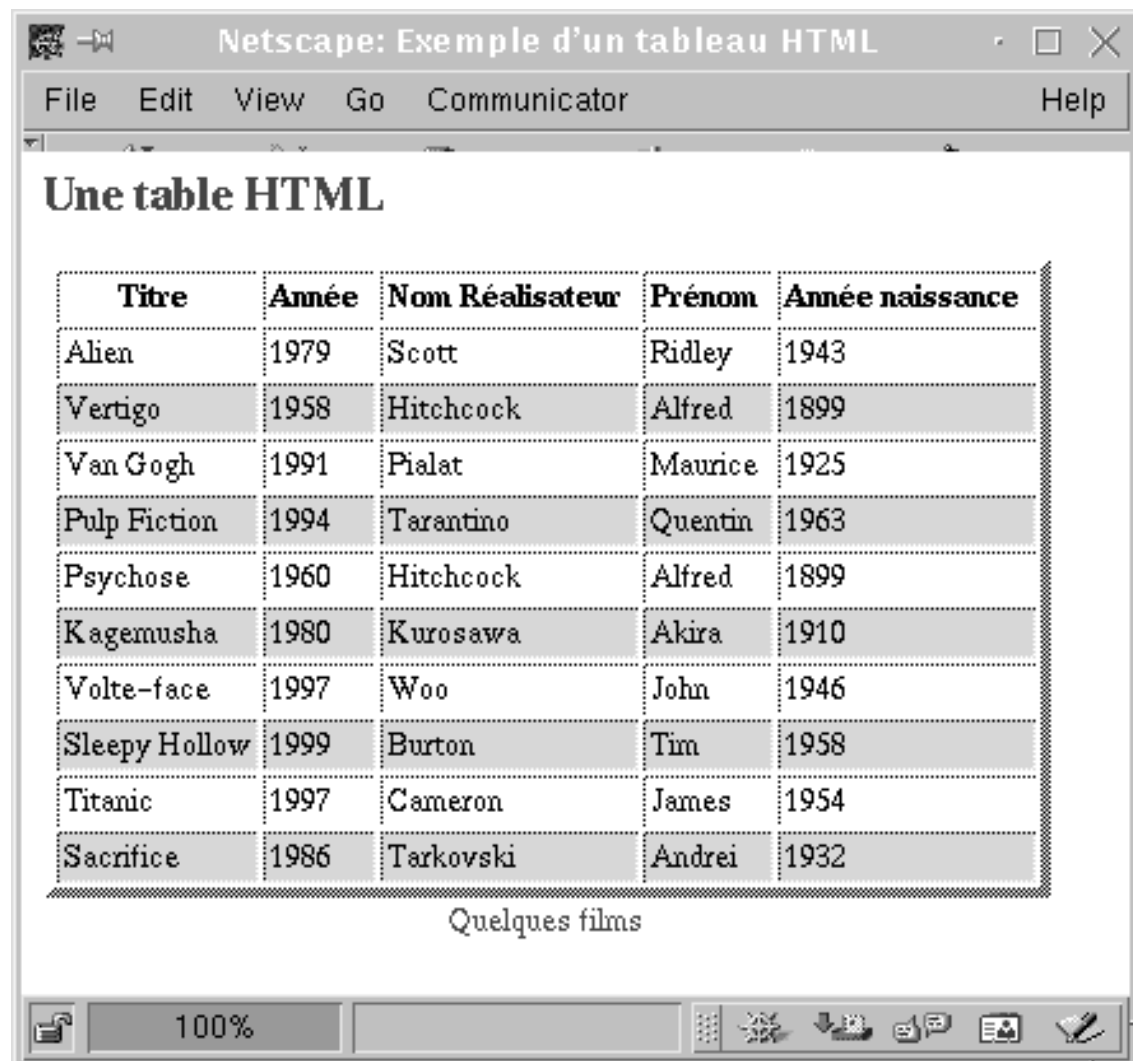 Netscape: Exemple d'un tableau HTML
File Edit View Go Communicator Help
Une table HTML
Titre Année Nom Réalisateur Prénom Année naissance
Alien 1979 Scott Ridley 1943
Vertigo 1958 Hitchcock Alfred 1899
Van Gogh 1991 Pialat Maurice 1925
Pulp Fiction 1994 Tarantino Quentin 1963
Psychose 1960 Hitchcock Alfred 1899
Kagemusha 1980 Kurosawa Akira 1910
Volte-face 1997 Woo John 1946
Sleepy Hollow 1999 Burton Tim 1958
Titanic 1997 Cameron James 1954
Sacrifice 1986 Tarkovski Andrei 1932
Quelques films
100%